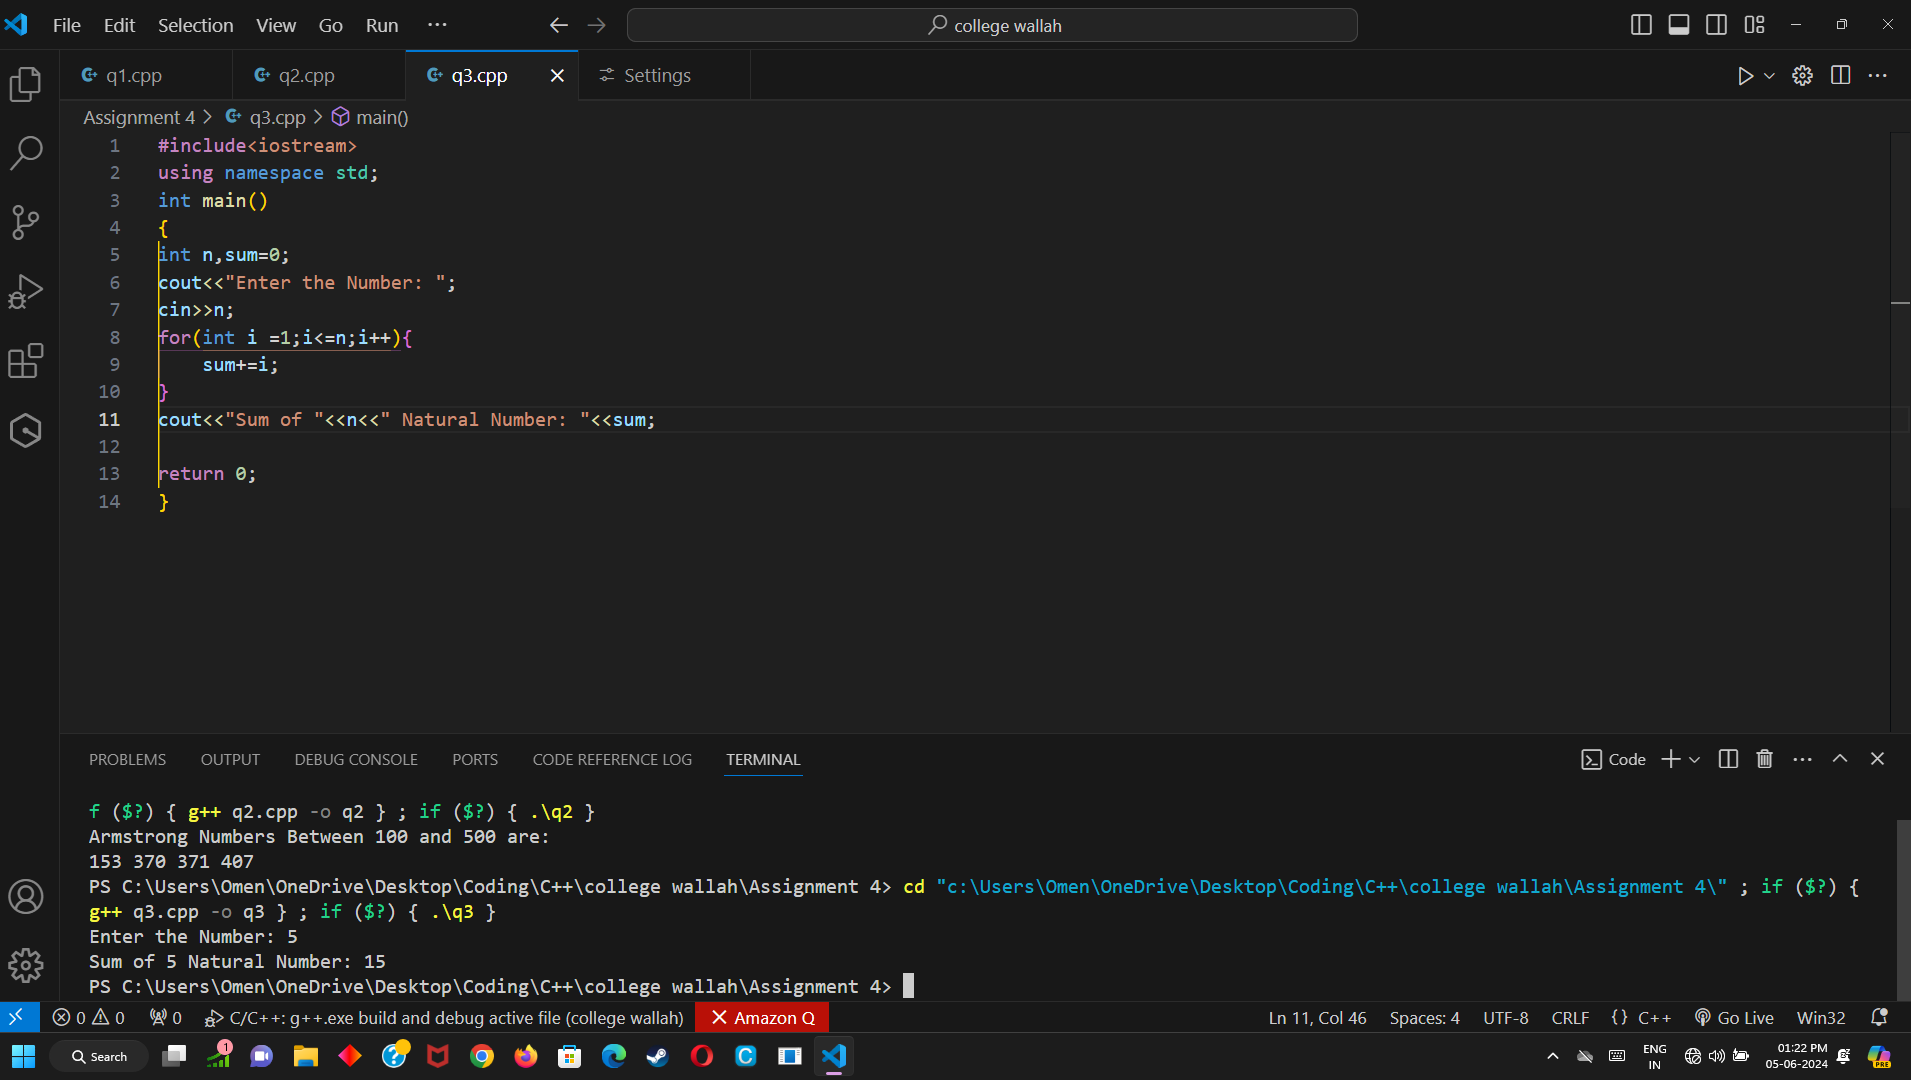 File Edit Selection View Go Run ··· college wallah
q1.cpp q2.cpp q3.cpp Settings
Assignment 4 > q3.cpp > main()
1 #include<iostream>
2 using namespace std;
3 int main()
4 {
5 int n,sum=0;
6 cout<<"Enter the Number: ";
7 cin>>n;
8 for(int i =1;i<=n;i++){
9     sum+=i;
10 }
11 cout<<"Sum of "<<n<<" Natural Number: "<<sum;
12
13 return 0;
14 }
PROBLEMS OUTPUT DEBUG CONSOLE PORTS CODE REFERENCE LOG TERMINAL Code
f ($?) { g++ q2.cpp -o q2 } ; if ($?) { .\q2 }
Armstrong Numbers Between 100 and 500 are:
153 370 371 407
PS C:\Users\Omen\OneDrive\Desktop\Coding\C++\college wallah\Assignment 4> cd "c:\Users\Omen\OneDrive\Desktop\Coding\C++\college wallah\Assignment 4\" ; if ($?) {
g++ q3.cpp -o q3 } ; if ($?) { .\q3 }
Enter the Number: 5
Sum of 5 Natural Number: 15
PS C:\Users\Omen\OneDrive\Desktop\Coding\C++\college wallah\Assignment 4>
0 0 0 C/C++: g++.exe build and debug active file (college wallah) Amazon Q Ln 11, Col 46 Spaces: 4 UTF-8 CRLF {} C++ Go Live Win32
Search 1 ENG 01:22 PM
IN 05-06-2024 PRE